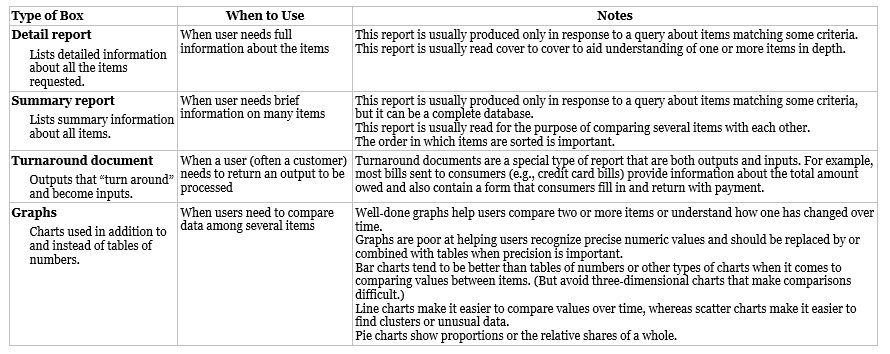 Type of Box When to Use Notes
Detail report
Lists detailed information
about all the items
requested.
When user needs full
information about the items
This report is usually produced only in response to a query about items matching some criteria.
This report is usually read cover to cover to aid understanding of one or more items in depth.
Summary report
Lists summary information
about all items.
When user needs brief
information on many items
This report is usually produced only in response to a query about items matching some criteria,
but it can be a complete database.
This report is usually read for the purpose of comparing several items with each other.
The order in which items are sorted is important.
Turnaround document
Outputs that “turn around”
and become inputs.
When a user (often a customer)
needs to return an output to be
processed
Turnaround documents are a special type of report that are both outputs and inputs. For example,
most bills sent to consumers (e.g., credit card bills) provide information about the total amount
owed and also contain a form that consumers fill in and return with payment.
Graphs
Charts used in addition to
and instead of tables of
numbers.
When users need to compare
data among several items
Well-done graphs help users compare two or more items or understand how one has changed over
time.
Graphs are poor at helping users recognize precise numeric values and should be replaced by or
combined with tables when precision is important.
Bar charts tend to be better than tables of numbers or other types of charts when it comes to
comparing values between items. (But avoid three-dimensional charts that make comparisons
difficult.)
Line charts make it easier to compare values over time, whereas scatter charts make it easier to
find clusters or unusual data.
Pie charts show proportions or the relative shares of a whole.